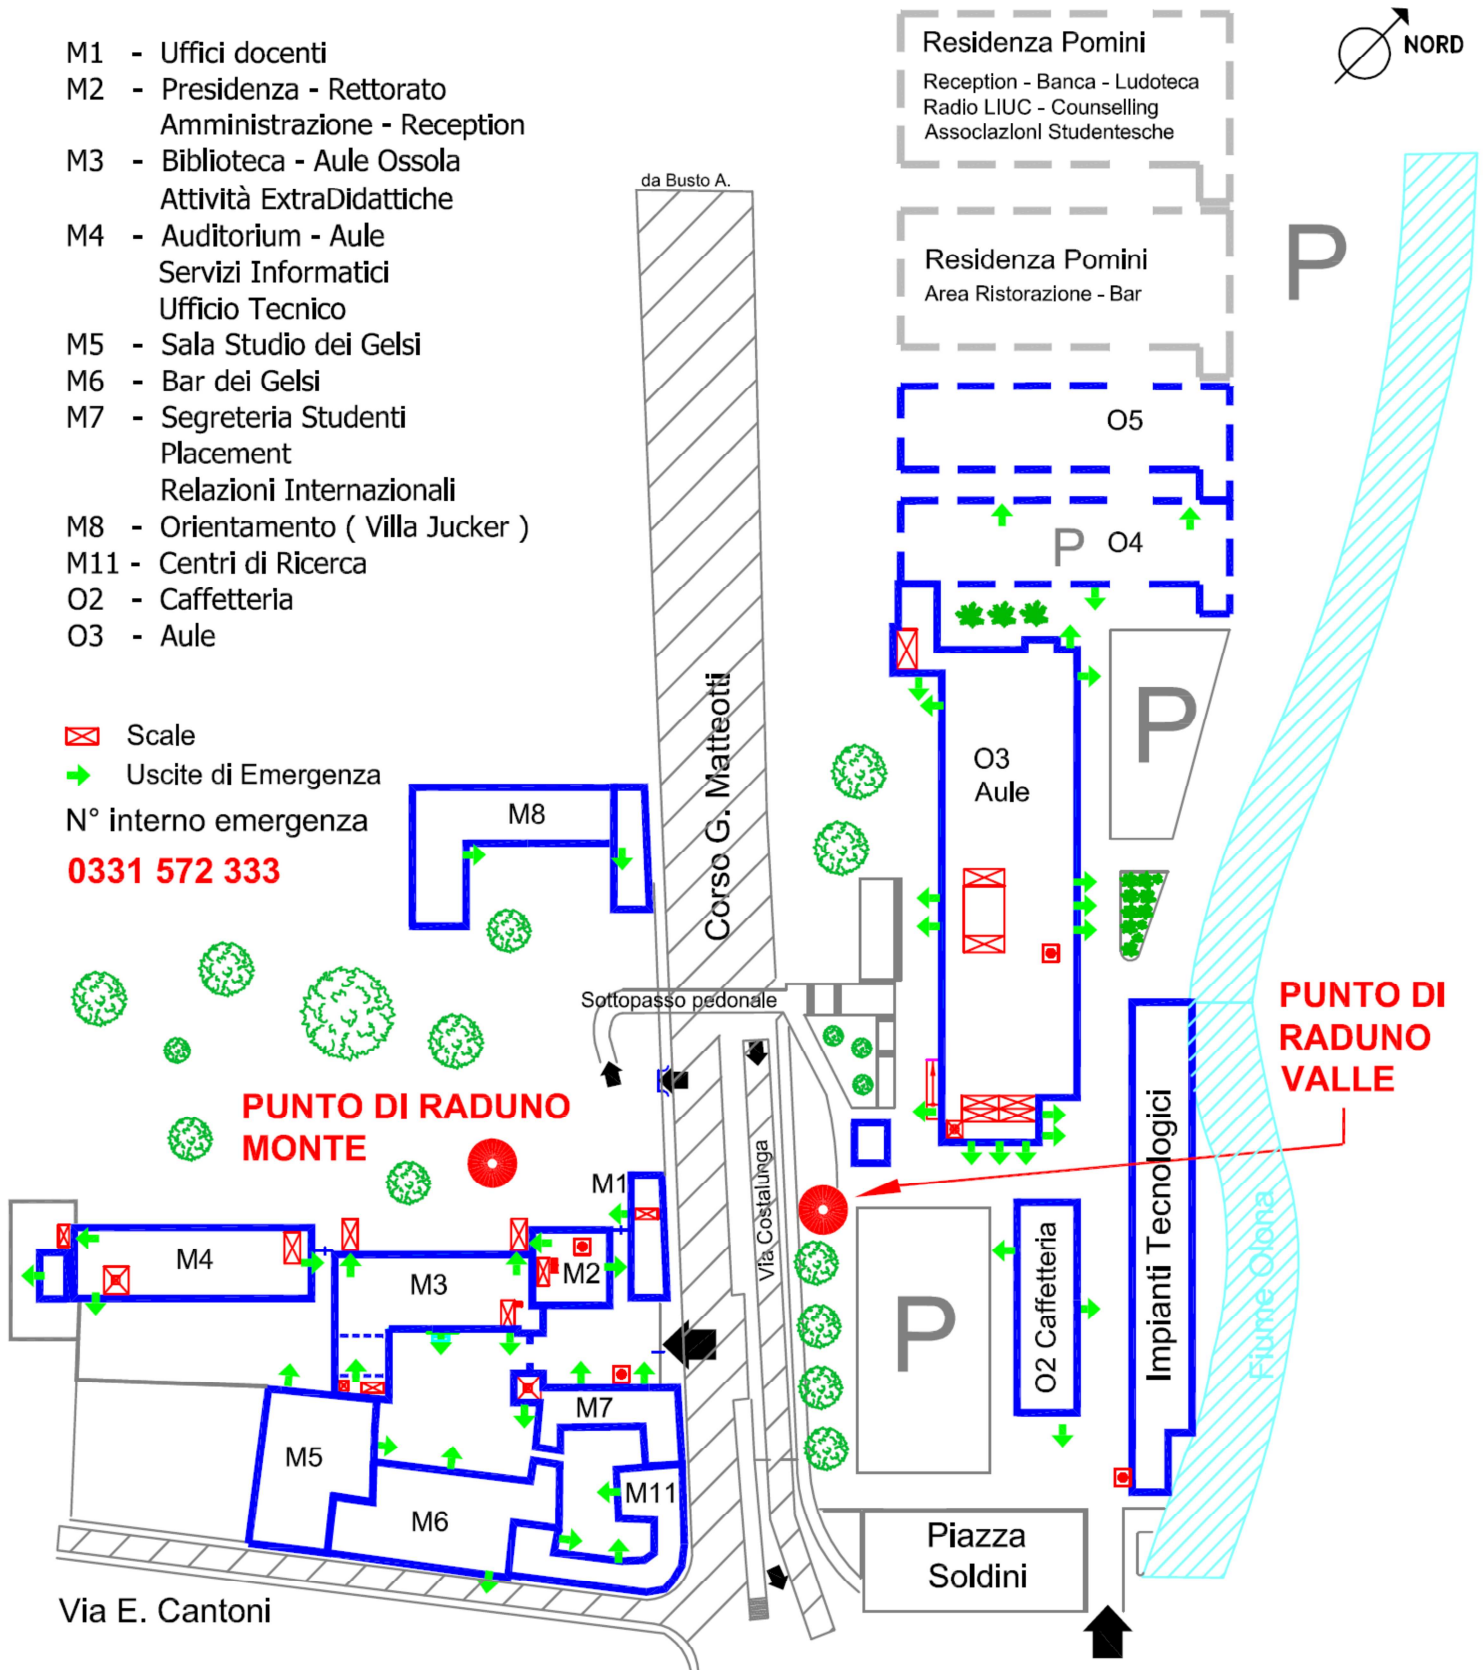 M1 - Uffici docenti
M2 - Presidenza - Rettorato
Amministrazione - Reception
M3 - Biblioteca - Aule Ossola
Attività ExtraDidattiche
M4 - Auditorium - Aule
Servizi Informatici
Ufficio Tecnico
M5 - Sala Studio dei Gelsi
M6 - Bar dei Gelsi
M7 - Segreteria Studenti
Placement
Relazioni Internazionali
M8 - Orientamento ( Villa Jucker )
M11 - Centri di Ricerca
O2 - Caffetteria
O3 - Aule
Scale
Uscite di Emergenza
N° interno emergenza
0331 572 333
NORD
Residenza Pomini
Reception - Banca - Ludoteca
Radio LIUC - Counselling
AssocIazIonI Studentesche
da Busto A.
Residenza Pomini
Area Ristorazione - Bar
P
O5
P
O4
P
O3
Aule
Corso G. Matteotti
M8
Sottopasso pedonale
PUNTO DI
RADUNO
VALLE
PUNTO DI RADUNO
MONTE
M1
M2
M3
M4
Via Costalunga
P
O2 Caffetteria
Impianti Tecnologici
Fiume Olona
M7
M5
M11
M6
Piazza
Soldini
Via E. Cantoni